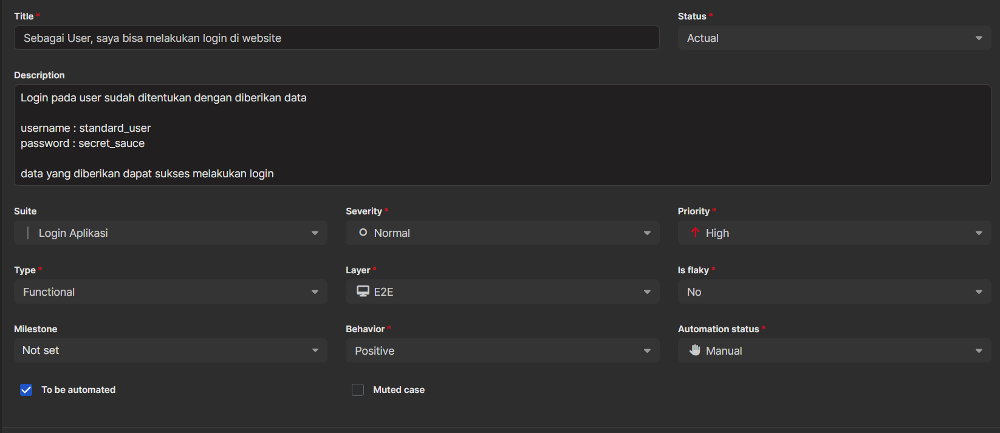 Title *
Status *
Sebagai User, saya bisa melakukan login di website
Actual
Description
Login pada user sudah ditentukan dengan diberikan data
username : standard_user
password : secret_sauce
data yang diberikan dapat sukses melakukan login
Suite
Severity *
Priority *
Login Aplikasi
Normal
High
Type *
Layer *
Is flaky *
Functional
E2E
No
Milestone
Behavior *
Automation status *
Not set
Positive
Manual
To be automated
Muted case